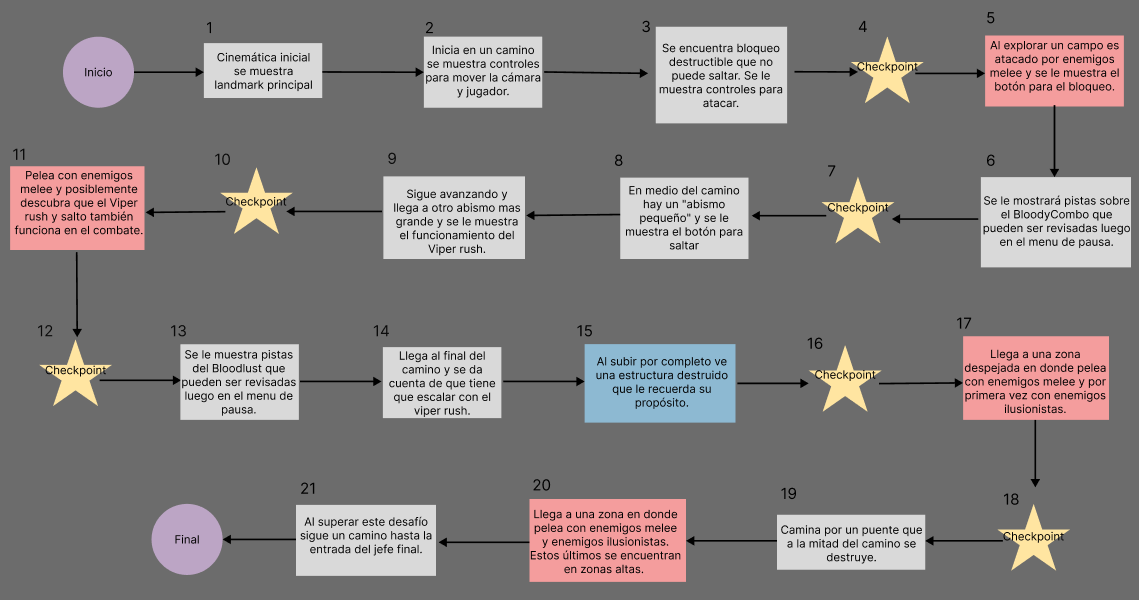 Inicio
1
Cinemática inicial
se muestra
landmark principal
2
Inicia en un camino
se muestra controles
para mover la cámara
y jugador.
3
Se encuentra bloqueo
destructible que no
puede saltar. Se le
muestra controles para
atacar.
4
Checkpoint
5
Al explorar un campo es
atacado por enemigos
melee y se le muestra el
botón para el bloqueo.
6
Se le mostrará pistas sobre
el BloodyCombo que
pueden ser revisadas luego
en el menu de pausa.
7
Checkpoint
8
En medio del camino
hay un "abismo
pequeño" y se le
muestra el botón para
saltar
9
Sigue avanzando y
llega a otro abismo mas
grande y se le muestra
el funcionamiento del
Viper rush.
10
Checkpoint
11
Pelea con enemigos
melee y posiblemente
descubra que el Viper
rush y salto también
funciona en el combate.
12
Checkpoint
13
Se le muestra pistas
del Bloodlust que
pueden ser revisadas
luego en el menu de
pausa.
14
Llega al final del
camino y se da
cuenta de que tiene
que escalar con el
viper rush.
15
Al subir por completo ve
una estructura destruido
que le recuerda su
propósito.
16
Checkpoint
17
Llega a una zona
despejada en donde pelea
con enemigos melee y por
primera vez con enemigos
ilusionistas.
18
Checkpoint
19
Camina por un puente que
a la mitad del camino se
destruye.
20
Llega a una zona en donde
pelea con enemigos melee
y enemigos ilusionistas.
Estos últimos se encuentran
en zonas altas.
21
Al superar este desafío
sigue un camino hasta la
entrada del jefe final.
Final